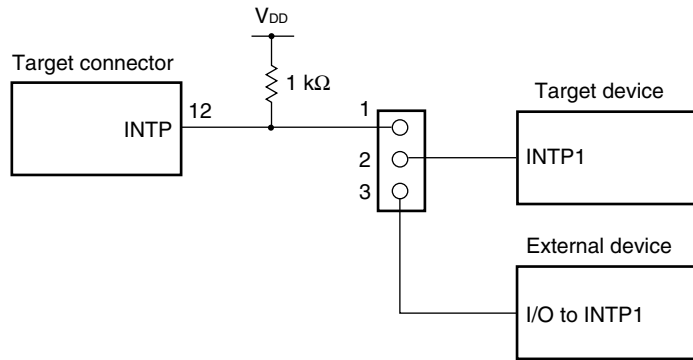 VDD
Target connector
1 kΩ
12
INTP
1
2
3
Target device
INTP1
External device
I/O to INTP1